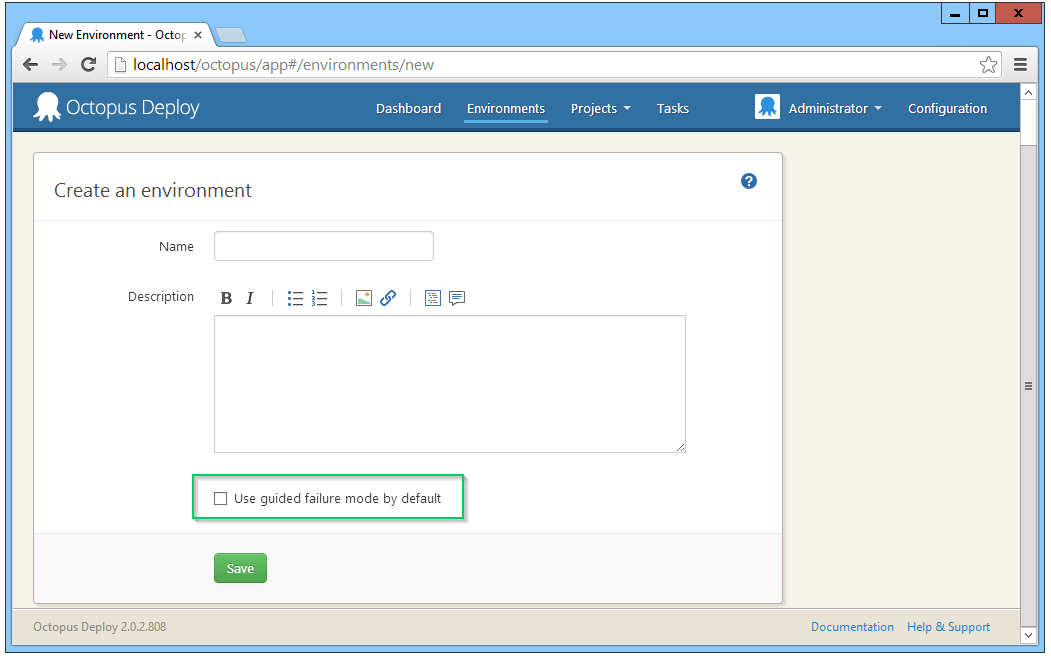 New Environment - Octop
localhost/octopus/app#/environments/new
Octopus Deploy Dashboard Environments Projects Tasks Administrator Configuration
Create an environment
Name
Description B I
Use guided failure mode by default
Save
Octopus Deploy 2.0.2.808 Documentation Help & Support